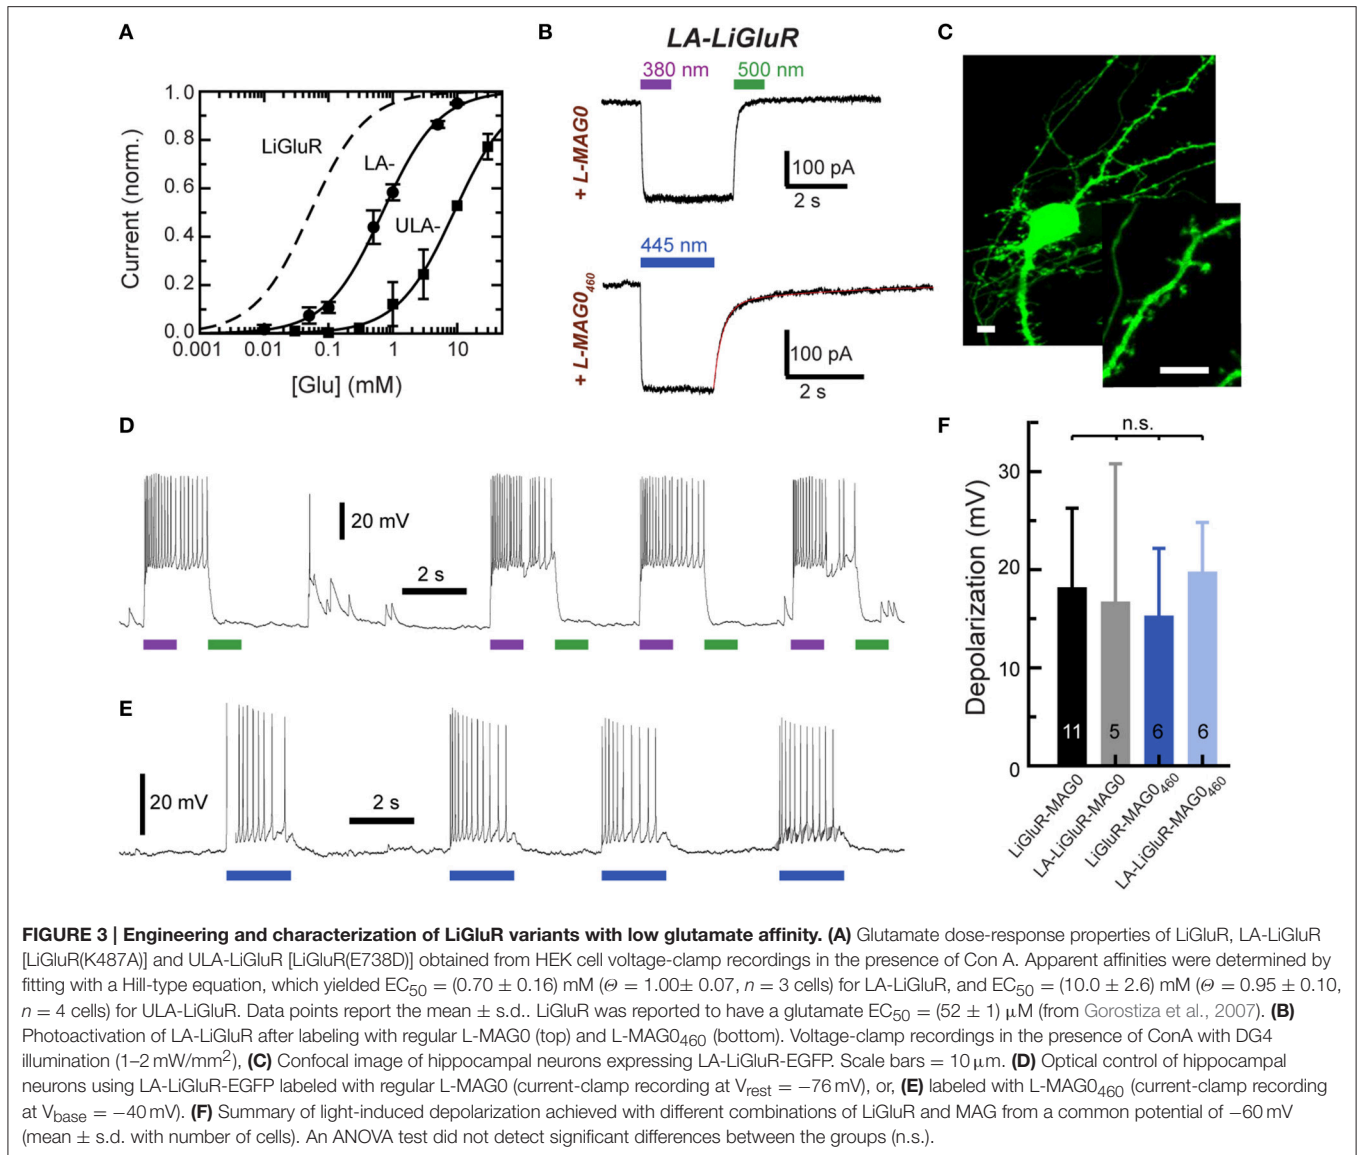 A
1.0
0.8
0.6
0.4
0.2
0.0
Current (norm.)
LiGluR
LA-
ULA-
0.001
0.01
0.1
1
10
[Glu] (mM)
B
LA-LiGluR
380 nm
500 nm
+ L-MAG0
100 pA
2 s
445 nm
+ L-MAG0₄₆₀
100 pA
2 s
C
D
20 mV
2 s
E
20 mV
2 s
F
n.s.
30
20
10
0
Depolarization (mV)
11
5
6
6
LiGluR-MAG0
LA-LiGluR-MAG0
LiGluR-MAG0₄₆₀
LA-LiGluR-MAG0₄₆₀
FIGURE 3 | Engineering and characterization of LiGluR variants with low glutamate affinity. (A) Glutamate dose-response properties of LiGluR, LA-LiGluR
[LiGluR(K487A)] and ULA-LiGluR [LiGluR(E738D)] obtained from HEK cell voltage-clamp recordings in the presence of Con A. Apparent affinities were determined by
fitting with a Hill-type equation, which yielded EC₅₀ = (0.70 ± 0.16) mM (Θ = 1.00± 0.07, n = 3 cells) for LA-LiGluR, and EC₅₀ = (10.0 ± 2.6) mM (Θ = 0.95 ± 0.10,
n = 4 cells) for ULA-LiGluR. Data points report the mean ± s.d.. LiGluR was reported to have a glutamate EC₅₀ = (52 ± 1) μM (from Gorostiza et al., 2007). (B)
Photoactivation of LA-LiGluR after labeling with regular L-MAG0 (top) and L-MAG0₄₆₀ (bottom). Voltage-clamp recordings in the presence of ConA with DG4
illumination (1–2 mW/mm²), (C) Confocal image of hippocampal neurons expressing LA-LiGluR-EGFP. Scale bars = 10 μm. (D) Optical control of hippocampal
neurons using LA-LiGluR-EGFP labeled with regular L-MAG0 (current-clamp recording at Vrest = −76 mV), or, (E) labeled with L-MAG0₄₆₀ (current-clamp recording
at Vbase = −40 mV). (F) Summary of light-induced depolarization achieved with different combinations of LiGluR and MAG from a common potential of −60 mV
(mean ± s.d. with number of cells). An ANOVA test did not detect significant differences between the groups (n.s.).